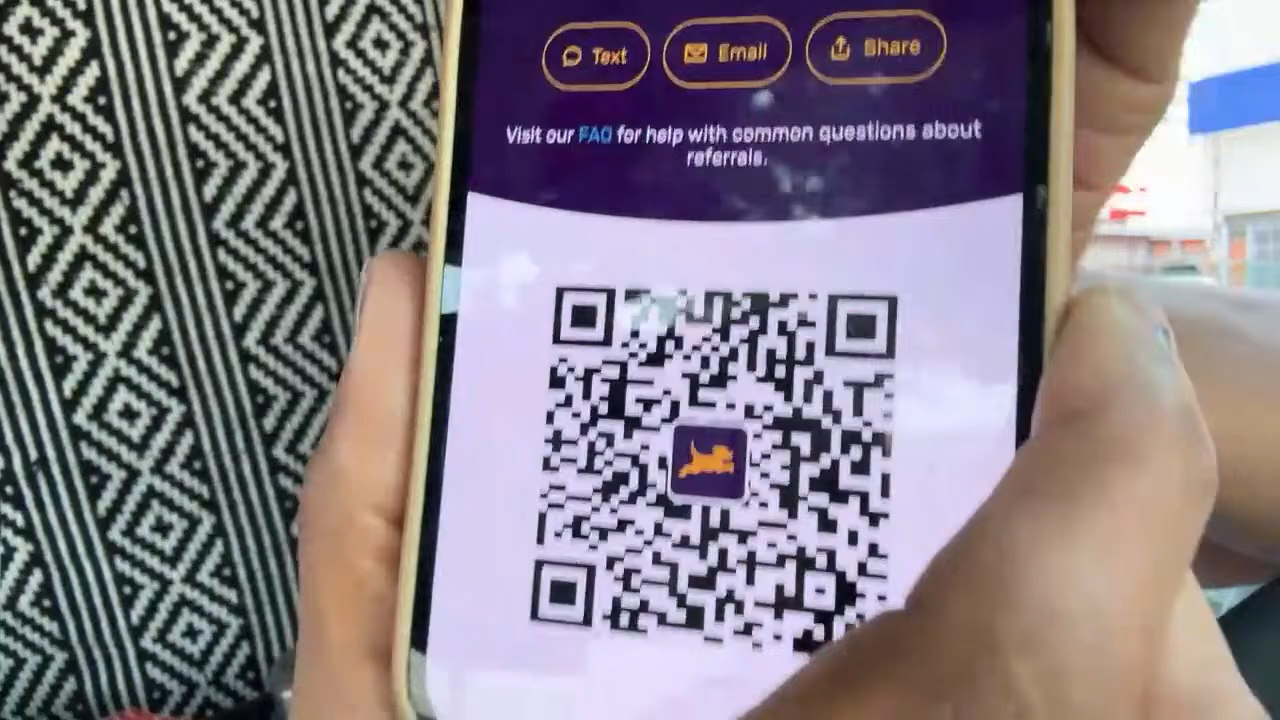 Text
Email
Share
Visit our FAQ for help with common questions about
referrals.